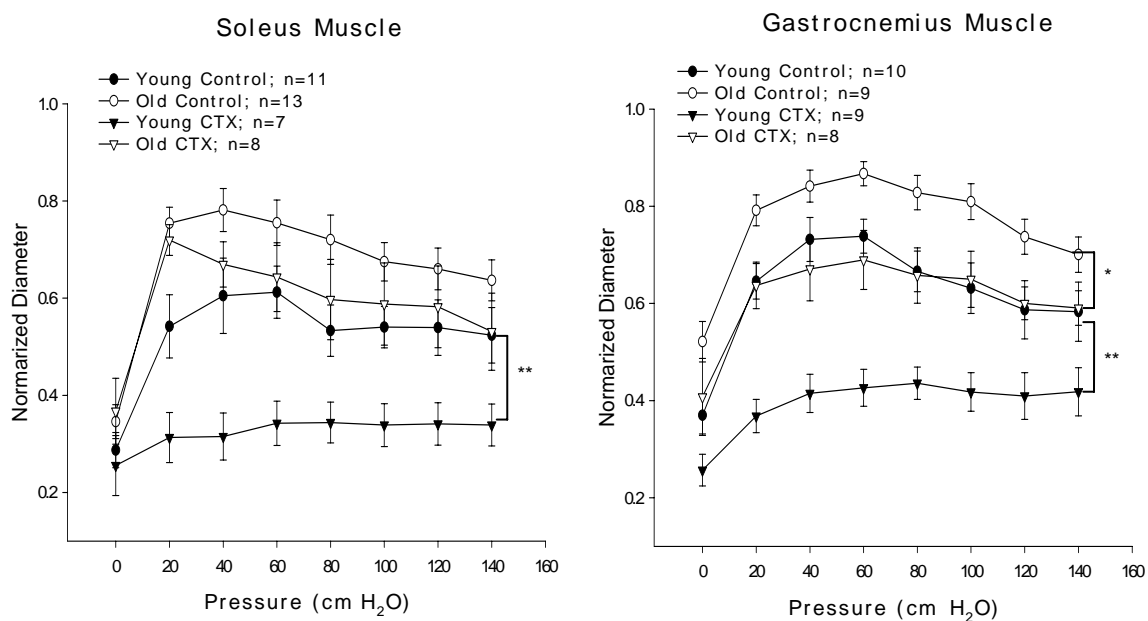 Soleus Muscle
Young Control; n=11
Old Control; n=13
Young CTX; n=7
Old CTX; n=8
1.0
0.8
0.6
0.4
0.2
Normarlized Diameter
**
0 20 40 60 80 100 120 140 160
Pressure (cm H₂O)
Gastrocnemius Muscle
Young Control; n=10
Old Control; n=9
Young CTX; n=9
Old CTX; n=8
1.0
0.8
0.6
0.4
0.2
Normarlized Diameter
*
**
0 20 40 60 80 100 120 140 160
Pressure (cm H₂O)